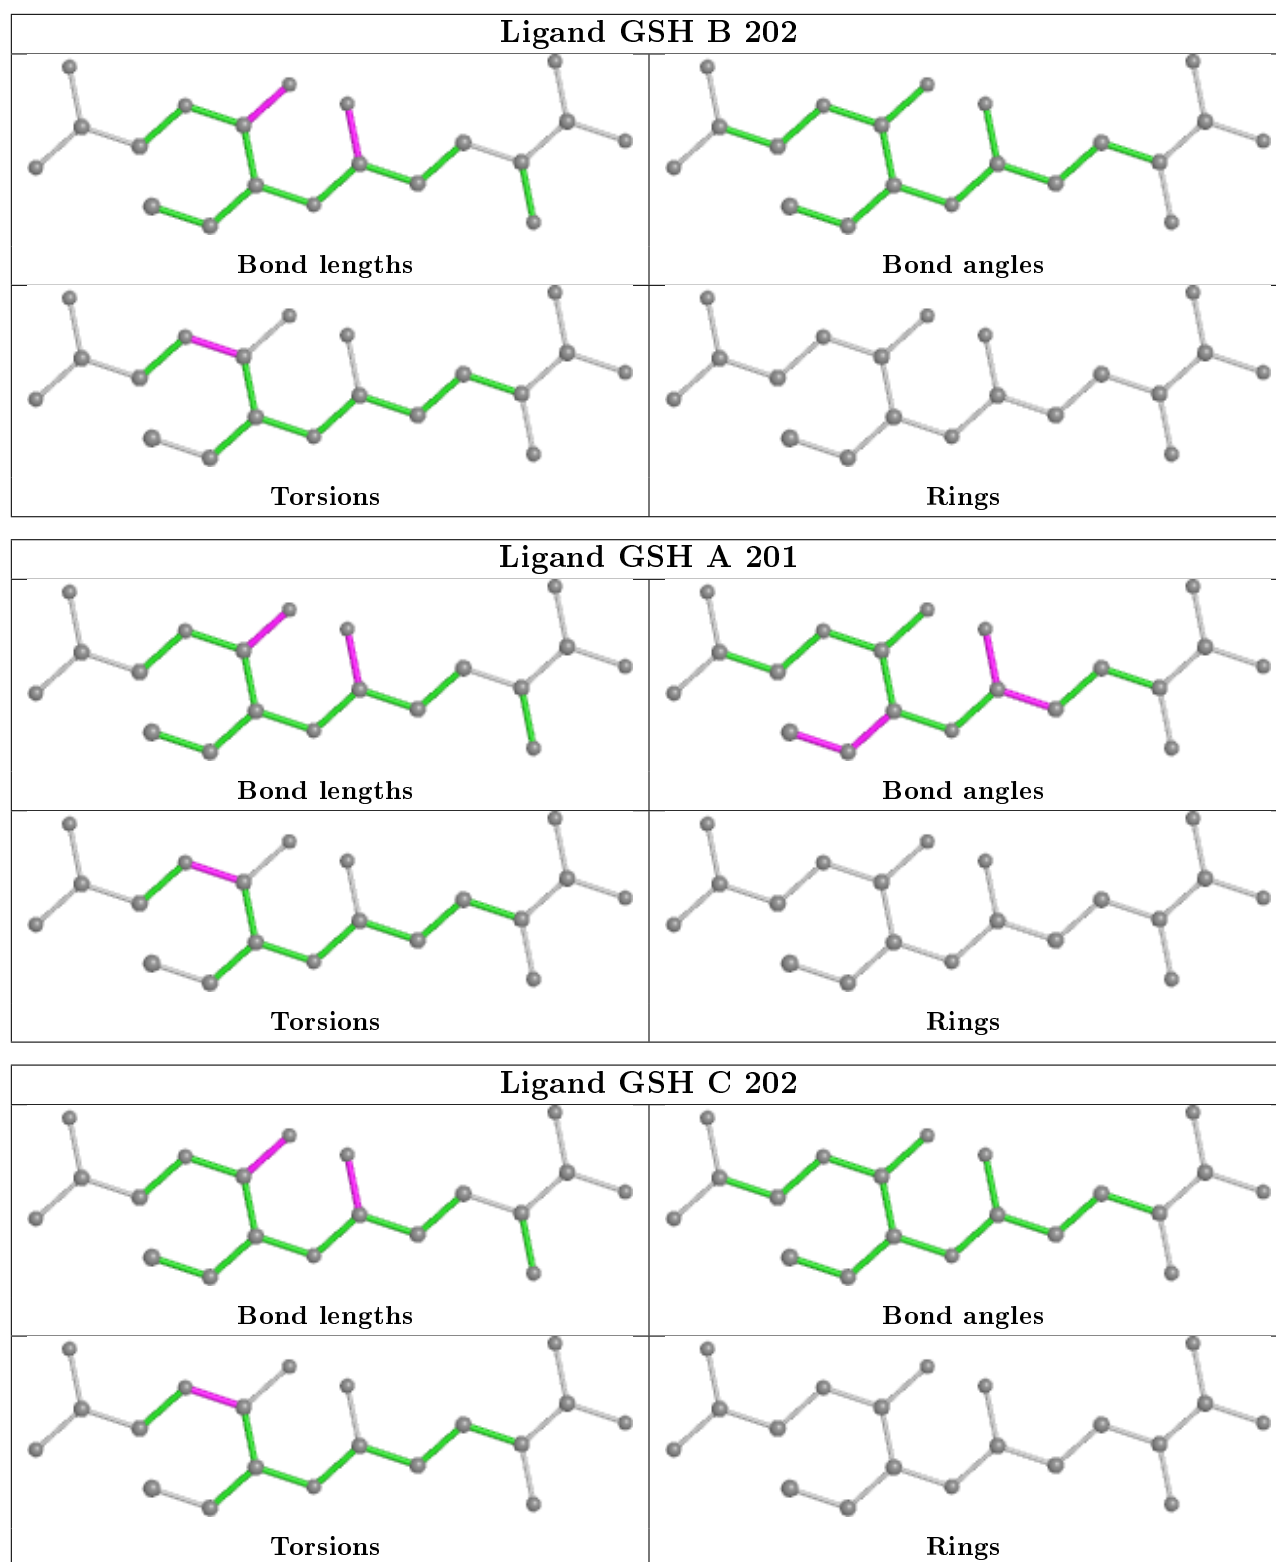 Ligand GSH B 202
Bond lengths
Bond angles
Torsions
Rings
Ligand GSH A 201
Bond lengths
Bond angles
Torsions
Rings
Ligand GSH C 202
Bond lengths
Bond angles
Torsions
Rings